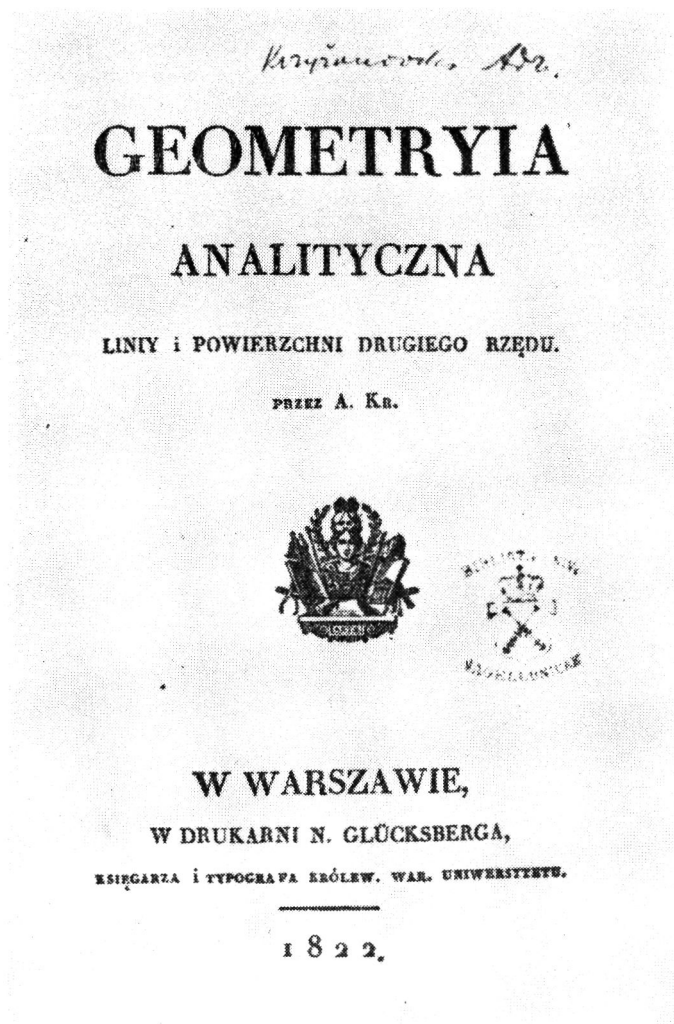 Krzyżanowski Adr.
GEOMETRYIA
ANALITYCZNA
LINIY i POWIERZCHNI DRUGIEGO RZĘDU.
PRZEZ A. KR.
W WARSZAWIE,
W DRUKARNI N. GLÜCKSBERGA,
KSIĘGARZA i TYPOGRAFA KRÓLEW. WAR. UNIWERSYTETU.
1822.